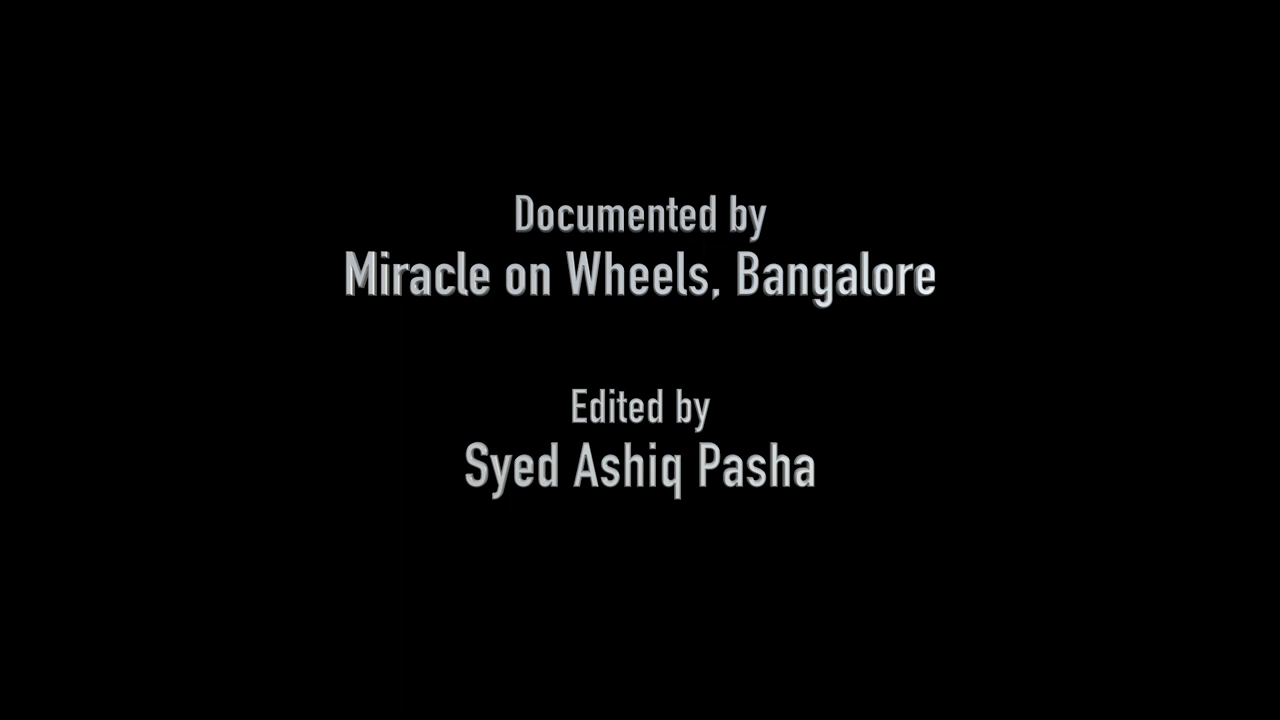 Documented by
Miracle on Wheels, Bangalore
Edited by
Syed Ashiq Pasha